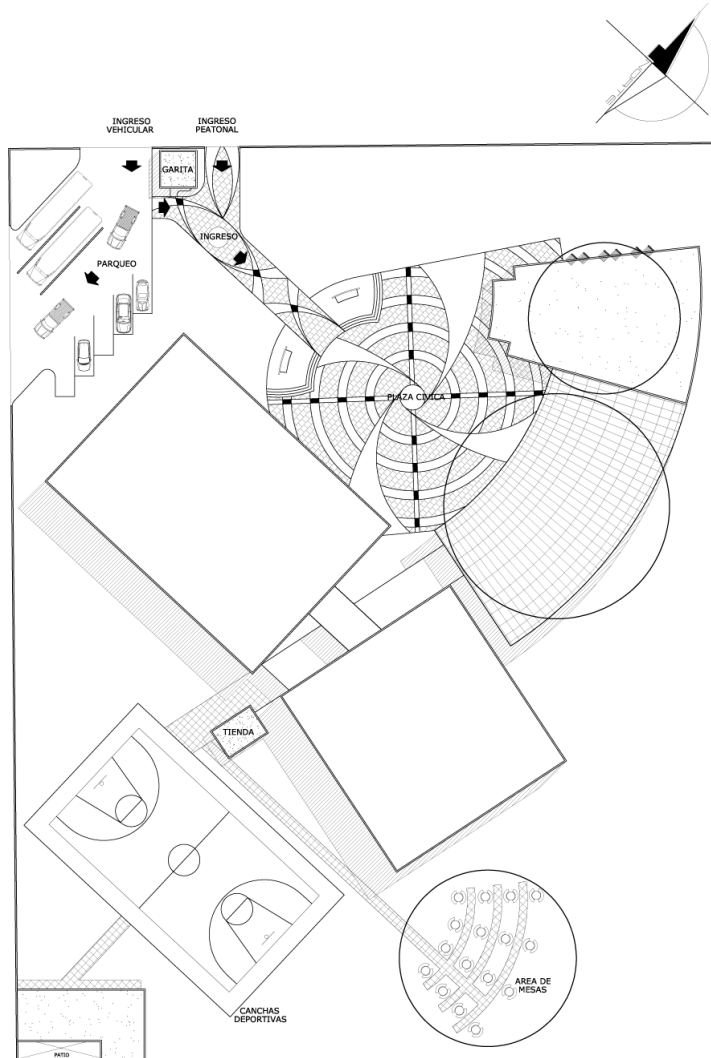 INGRESO
VEHICULAR
INGRESO
PEATONAL
GARITA
INGRESO
PARQUEO
PLAZA CIVICA
TIENDA
CANCHAS
DEPORTIVAS
AREA DE
MESAS
PATIO